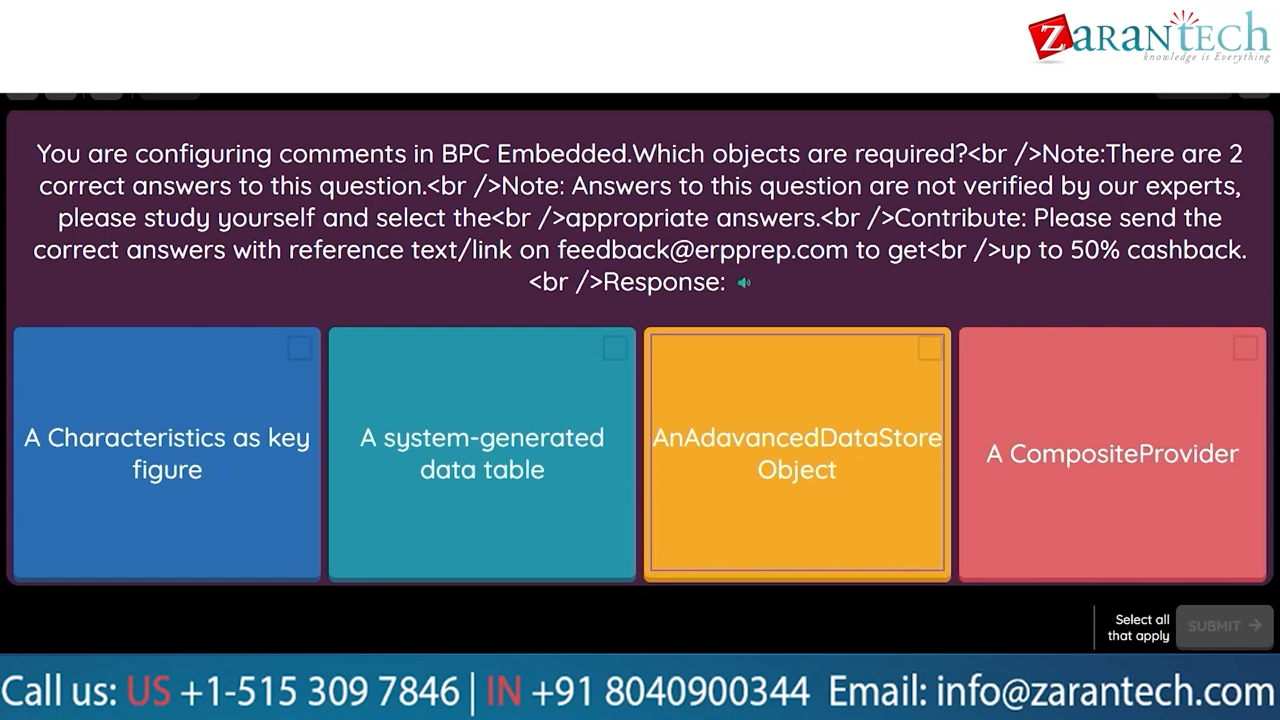 ZARANTECH
knowledge is Everything
You are configuring comments in BPC Embedded.Which objects are required?<br />Note:There are 2
correct answers to this question.<br />Note: Answers to this question are not verified by our experts,
please study yourself and select the<br />appropriate answers.<br />Contribute: Please send the
correct answers with reference text/link on feedback@erpprep.com to get<br />up to 50% cashback.
<br />Response:
A Characteristics as key
figure
A system-generated
data table
AnAdavancedDataStore
Object
A CompositeProvider
Select all
that apply
SUBMIT
Call us: US +1-515 309 7846 | IN +91 8040900344 Email: info@zarantech.com